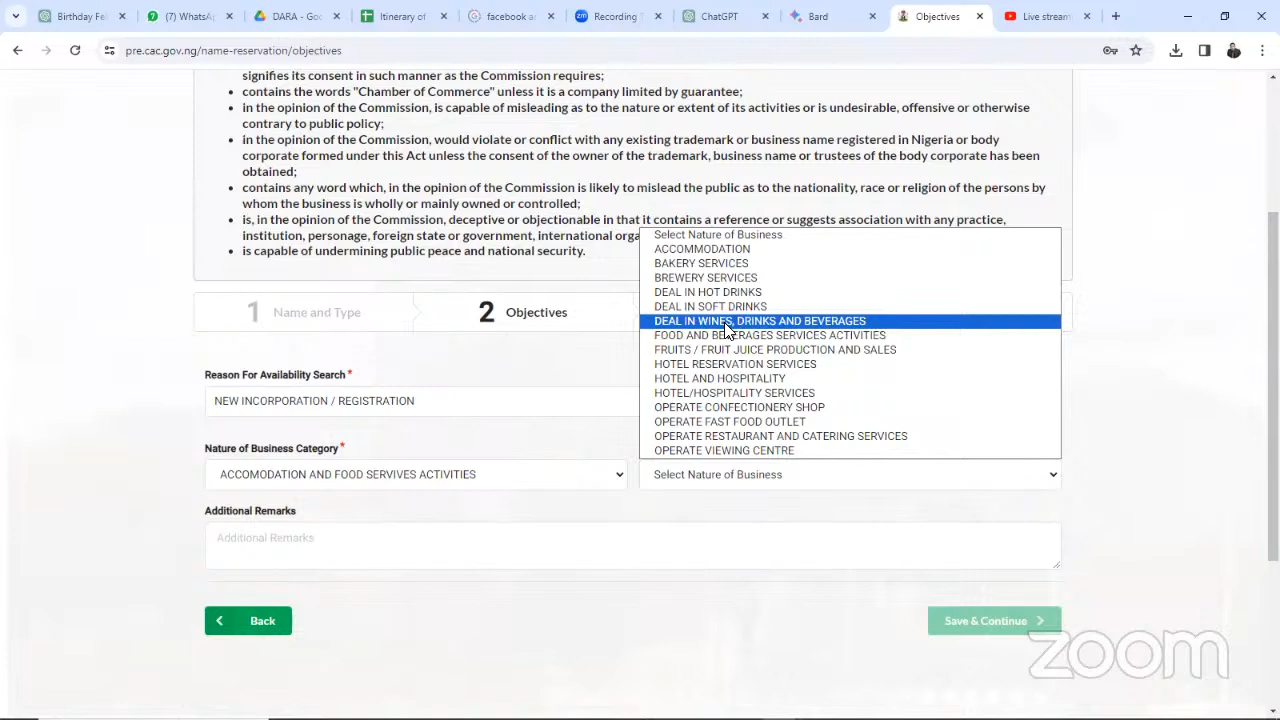 Birthday video
(7) WhatsA
DARA - Goo
Itinerary of
facebook a
Recording
ChatGPT
Bard
Objectives
Live stream
pre.cac.gov.ng/name-reservation/objectives
signifies its consent in such manner as the Commission requires;
contains the words "Chamber of Commerce" unless it is a company limited by guarantee;
in the opinion of the Commission, is capable of misleading as to the nature or extent of its activities or is undesirable, offensive or otherwise
contrary to public policy;
in the opinion of the Commission, would violate or conflict with any existing trademark or business name registered in Nigeria or body
corporate formed under this Act unless the consent of the owner of the trademark, business name or trustees of the body corporate has been
obtained;
contains any word which, in the opinion of the Commission is likely to mislead the public as to the nationality, race or religion of the persons by
whom the business is wholly or mainly owned or controlled;
is, in the opinion of the Commission, deceptive or objectionable in that it contains a reference or suggests association with any practice,
institution, personage, foreign state or government, international orga
is capable of undermining public peace and national security.
1 Name and Type
2 Objectives
Reason For Availability Search *
NEW INCORPORATION / REGISTRATION
Nature of Business Category *
ACCOMODATION AND FOOD SERVIVES ACTIVITIES
Select Nature of Business
ACCOMMODATION
BAKERY SERVICES
BREWERY SERVICES
DEAL IN HOT DRINKS
DEAL IN SOFT DRINKS
DEAL IN WINES, DRINKS AND BEVERAGES
FOOD AND BEVERAGES SERVICES ACTIVITIES
FRUITS / FRUIT JUICE PRODUCTION AND SALES
HOTEL RESERVATION SERVICES
HOTEL AND HOSPITALITY
HOTEL/HOSPITALITY SERVICES
OPERATE CONFECTIONERY SHOP
OPERATE FAST FOOD OUTLET
OPERATE RESTAURANT AND CATERING SERVICES
OPERATE VIEWING CENTRE
Select Nature of Business
Additional Remarks
Additional Remarks
Back
Save & Continue
zoom